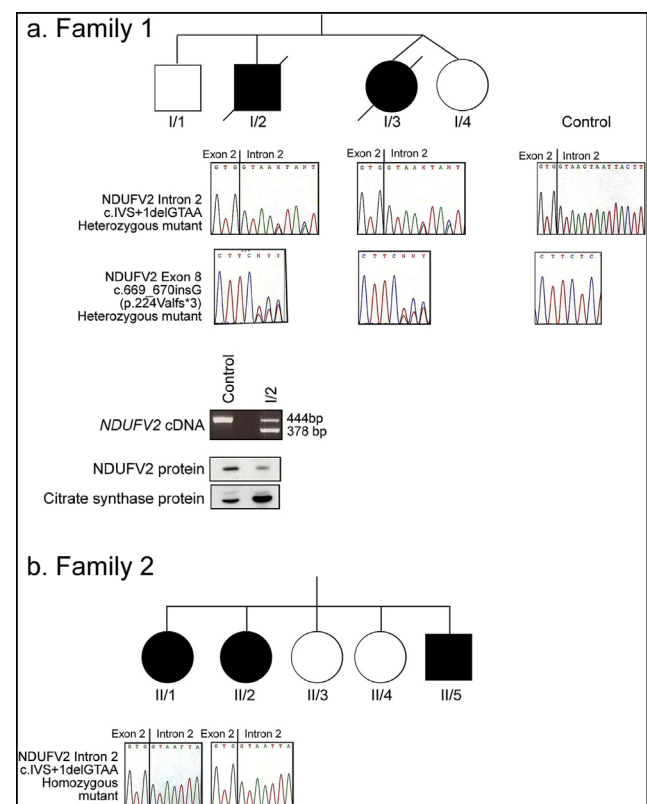 a. Family 1
I/1
I/2
I/3
I/4
Control
Exon 2 Intron 2
Exon 2 Intron 2
Exon 2 Intron 2
G T G G T A A K T A N T
G T G G T A A K T A M T
G T G G T A A G T A A T T A C T T
NDUFV2 Intron 2
c.IVS+1delGTAA
Heterozygous mutant
C T T C N Y Y
C T T C N N Y
C T T C T C
NDUFV2 Exon 8
c.669_670insG
(p.224Valfs*3)
Heterozygous mutant
Control
I/2
NDUFV2 cDNA
444bp
378 bp
NDUFV2 protein
Citrate synthase protein
b. Family 2
II/1
II/2
II/3
II/4
II/5
Exon 2 Intron 2
Exon 2 Intron 2
G T G G T A A T T A
G T G G T A A T T A
NDUFV2 Intron 2
c.IVS+1delGTAA
Homozygous
mutant